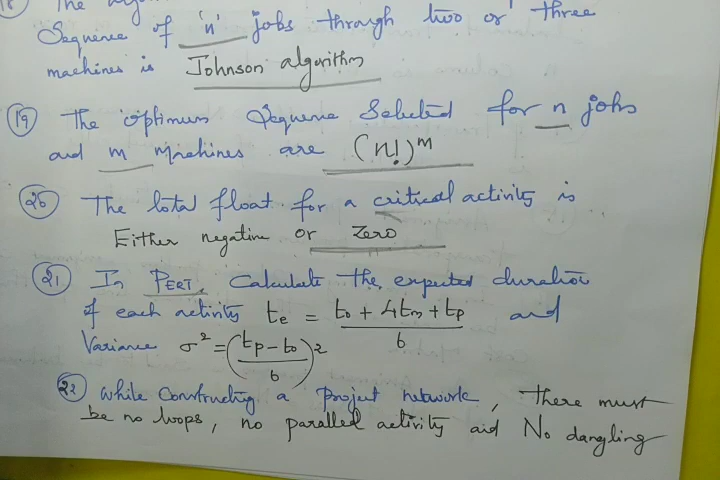 18 The
Sequence of 'n' jobs through two or three
machines is Johnson algorithm
19 The optimum Sequence Selected for n jobs
and m machines are (n!)^m
20 The total float for a critical activity is
Either negative or Zero
21 In PERT, Calculate the expected duration
of each activity te = (to + 4tm + tp)/6 and
Variance σ² = ((tp - to)/6)²
22 while Constructing a Project network, there must
be no loops, no parallel activity and No dangling